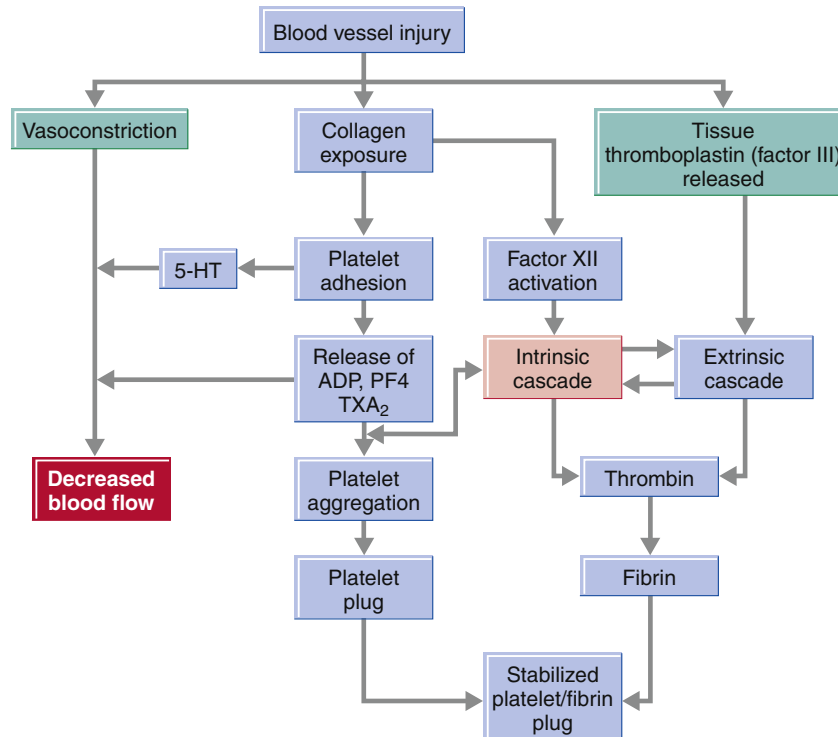 Blood vessel injury
Vasoconstriction
Collagen
exposure
Tissue
thromboplastin (factor III)
released
5-HT
Platelet
adhesion
Factor XII
activation
Release of
ADP, PF4
TXA₂
Intrinsic
cascade
Extrinsic
cascade
Decreased
blood flow
Platelet
aggregation
Thrombin
Platelet
plug
Fibrin
Stabilized
platelet/fibrin
plug